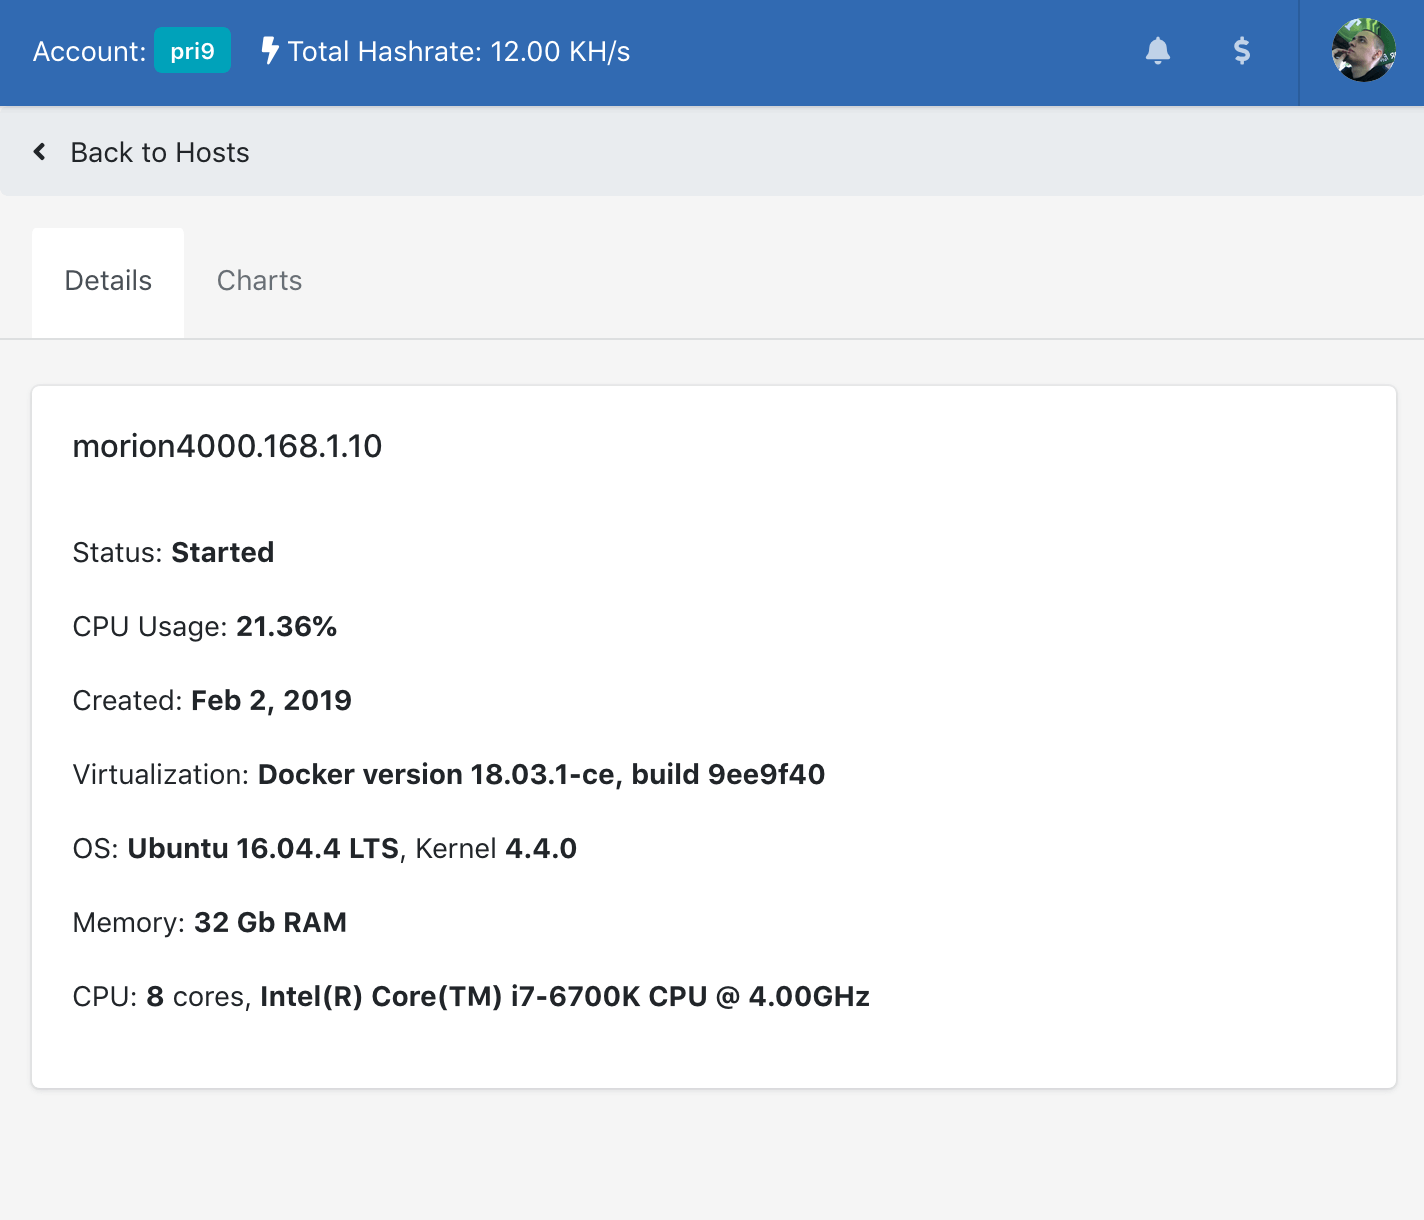 Account: pri9 Total Hashrate: 12.00 KH/s $
Back to Hosts
Details Charts
morion4000.168.1.10
Status: Started
CPU Usage: 21.36%
Created: Feb 2, 2019
Virtualization: Docker version 18.03.1-ce, build 9ee9f40
OS: Ubuntu 16.04.4 LTS, Kernel 4.4.0
Memory: 32 Gb RAM
CPU: 8 cores, Intel(R) Core(TM) i7-6700K CPU @ 4.00GHz